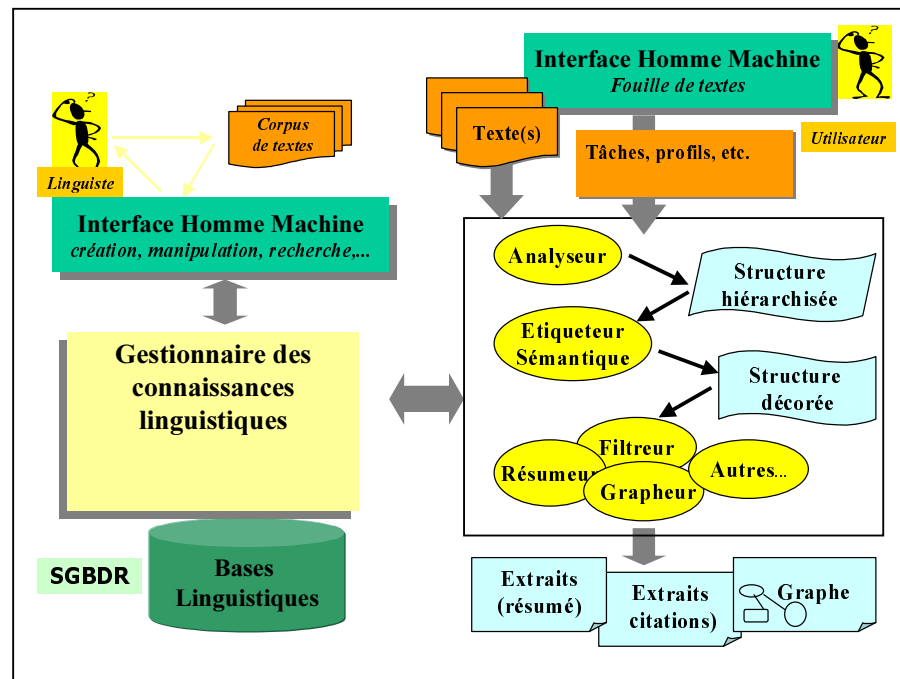 ?
Corpus
de textes
Linguiste
Interface Homme Machine
création, manipulation, recherche,...
Gestionnaire des
connaissances
linguistiques
SGBDR
Bases
Linguistiques
Interface Homme Machine
Fouille de textes
?
Utilisateur
Texte(s)
Tâches, profils, etc.
Analyseur
Structure
hiérarchisée
Etiqueteur
Sémantique
Structure
décorée
Filtreur
Résumeur
Grapheur
Autres...
Extraits
(résumé)
Extraits
citations)
Graphe